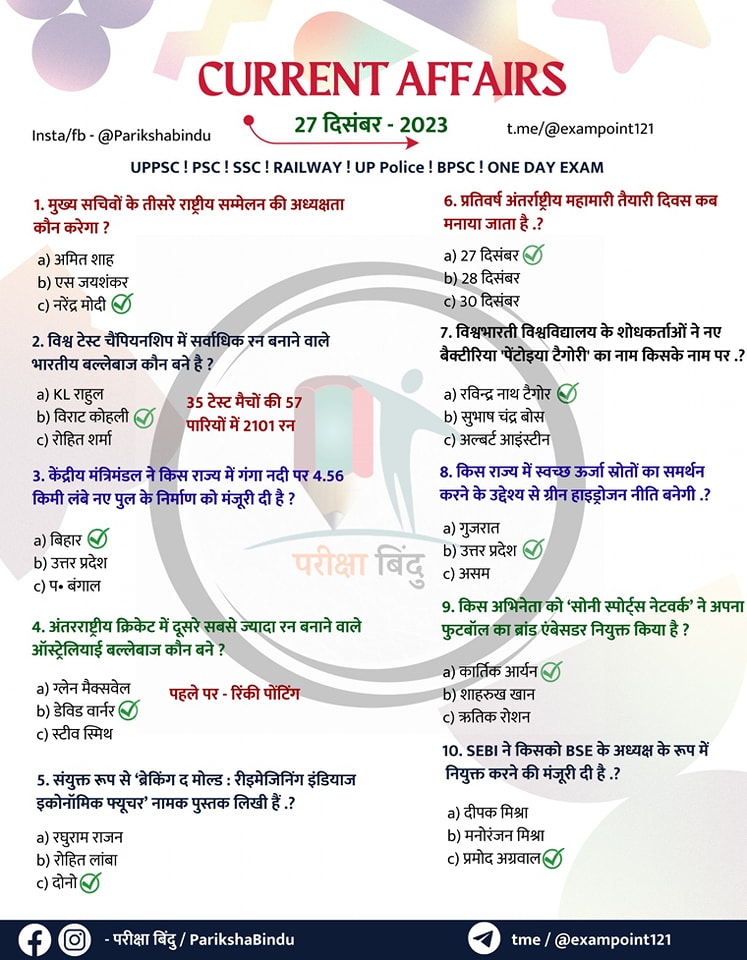 CURRENT AFFAIRS
27 दिसंबर - 2023
Insta/fb - @Parikshabindu
t.me/@exampoint121
UPPSC ! PSC ! SSC ! RAILWAY ! UP Police ! BPSC ! ONE DAY EXAM
1. मुख्य सचिवों के तीसरे राष्ट्रीय सम्मेलन की अध्यक्षता
कौन करेगा ?
a) अमित शाह
b) एस जयशंकर
c) नरेंद्र मोदी
2. विश्व टेस्ट चैंपियनशिप में सर्वाधिक रन बनाने वाले
भारतीय बल्लेबाज कौन बने है ?
a) KL राहुल
b) विराट कोहली
c) रोहित शर्मा
35 टेस्ट मैचों की 57
पारियों में 2101 रन
3. केंद्रीय मंत्रिमंडल ने किस राज्य में गंगा नदी पर 4.56
किमी लंबे नए पुल के निर्माण को मंजूरी दी है ?
a) बिहार
b) उत्तर प्रदेश
c) प• बंगाल
4. अंतरराष्ट्रीय क्रिकेट में दूसरे सबसे ज्यादा रन बनाने वाले
ऑस्ट्रेलियाई बल्लेबाज कौन बने ?
a) ग्लेन मैक्सवेल
b) डेविड वार्नर
c) स्टीव स्मिथ
पहले पर - रिंकी पोंटिंग
5. संयुक्त रूप से ‘ब्रेकिंग द मोल्ड : रीइमेजिनिंग इंडियाज
इकोनॉमिक फ्यूचर’ नामक पुस्तक लिखी हैं .?
a) रघुराम राजन
b) रोहित लांबा
c) दोनो
6. प्रतिवर्ष अंतर्राष्ट्रीय महामारी तैयारी दिवस कब
मनाया जाता है .?
a) 27 दिसंबर
b) 28 दिसंबर
c) 30 दिसंबर
7. विश्वभारती विश्वविद्यालय के शोधकर्ताओं ने नए
बैक्टीरिया 'पेंटोइया टैगोरी' का नाम किसके नाम पर .?
a) रविन्द्र नाथ टैगोर
b) सुभाष चंद्र बोस
c) अल्बर्ट आइंस्टीन
8. किस राज्य में स्वच्छ ऊर्जा स्रोतों का समर्थन
करने के उद्देश्य से ग्रीन हाइड्रोजन नीति बनेगी .?
a) गुजरात
b) उत्तर प्रदेश
c) असम
9. किस अभिनेता को ‘सोनी स्पोर्ट्स नेटवर्क’ ने अपना
फुटबॉल का ब्रांड एंबेसडर नियुक्त किया है ?
a) कार्तिक आर्यन
b) शाहरुख खान
c) ऋतिक रोशन
10. SEBI ने किसको BSE के अध्यक्ष के रूप में
नियुक्त करने की मंजूरी दी है .?
a) दीपक मिश्रा
b) मनोरंजन मिश्रा
c) प्रमोद अग्रवाल
परीक्षा बिंदु
- परीक्षा बिंदु / ParikshaBindu
tme / @exampoint121